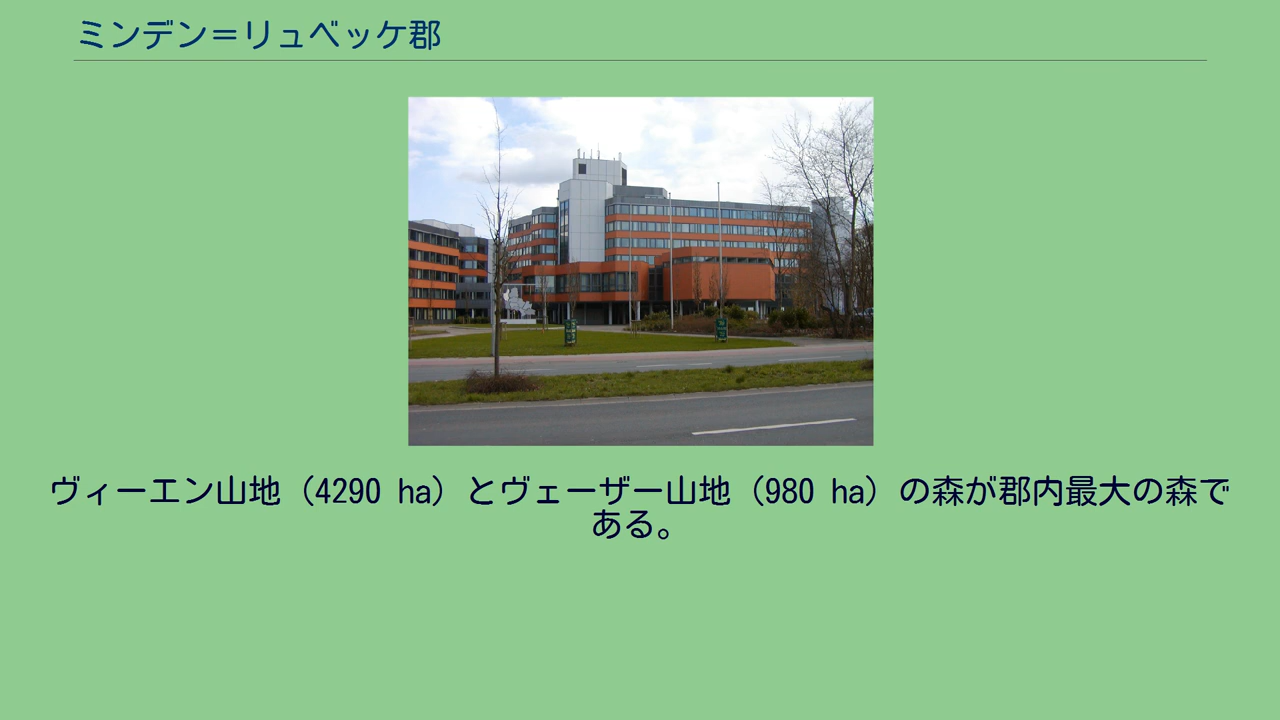 ミンデン＝リュベッケ郡
ヴィーエン山地（4290 ha）とヴェーザー山地（980 ha）の森が郡内最大の森で
ある。